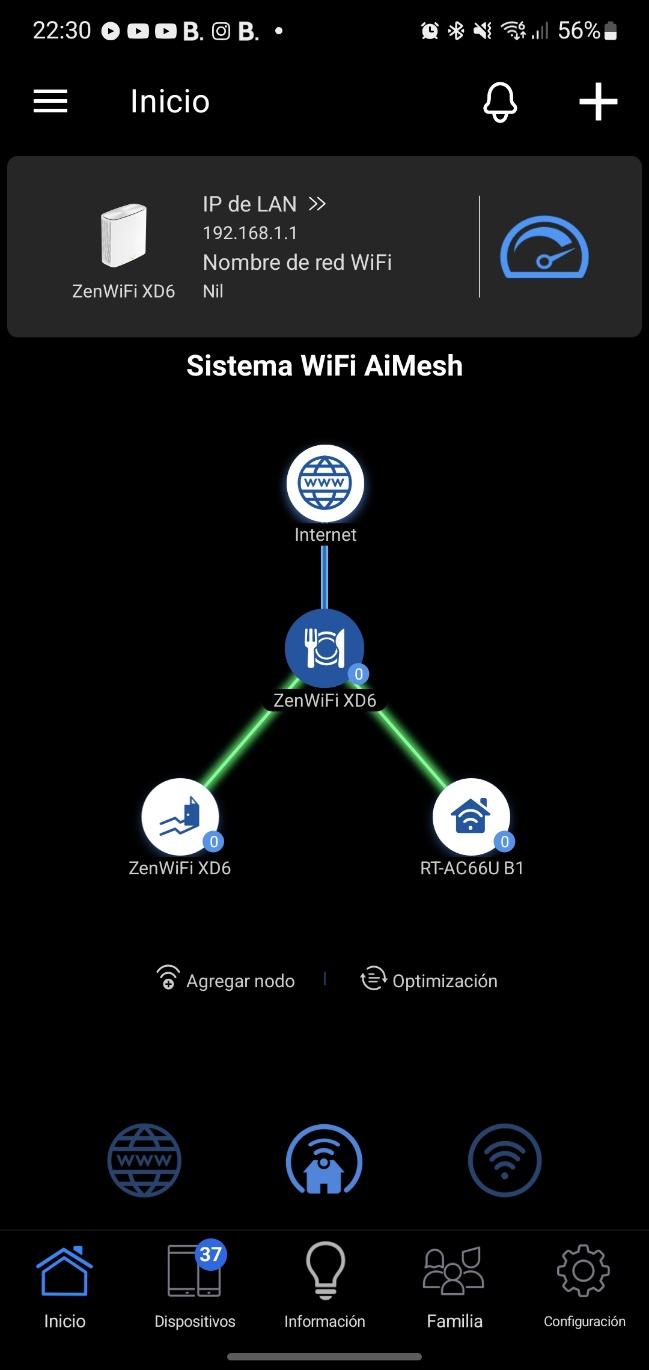 22:30 B. B. 56%
Inicio
IP de LAN >>
192.168.1.1
Nombre de red WiFi
Nil
ZenWiFi XD6
Sistema WiFi AiMesh
WWW
Internet
0
ZenWiFi XD6
0
ZenWiFi XD6
0
RT-AC66U B1
Agregar nodo
Optimización
WWW
37
Inicio
Dispositivos
Información
Familia
Configuración